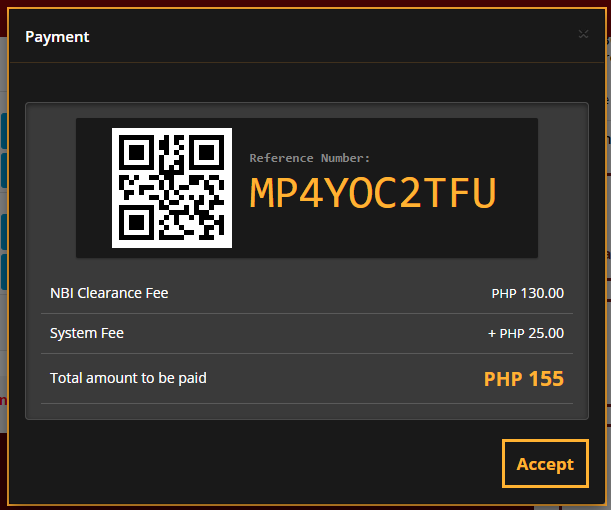 Payment
Reference Number:
MP4YOC2TFU
NBI Clearance Fee PHP 130.00
System Fee + PHP 25.00
Total amount to be paid PHP 155
Accept